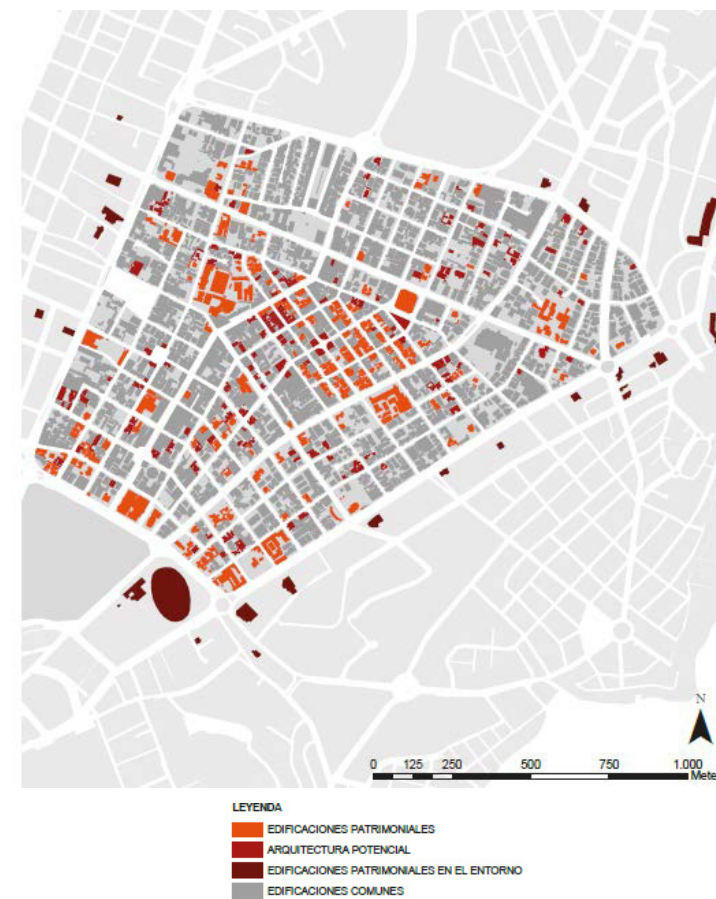 N
0 125 250 500 750 1.000
Mete
LEYENDA
EDIFICACIONES PATRIMONIALES
ARQUITECTURA POTENCIAL
EDIFICACIONES PATRIMONIALES EN EL ENTORNO
EDIFICACIONES COMUNES